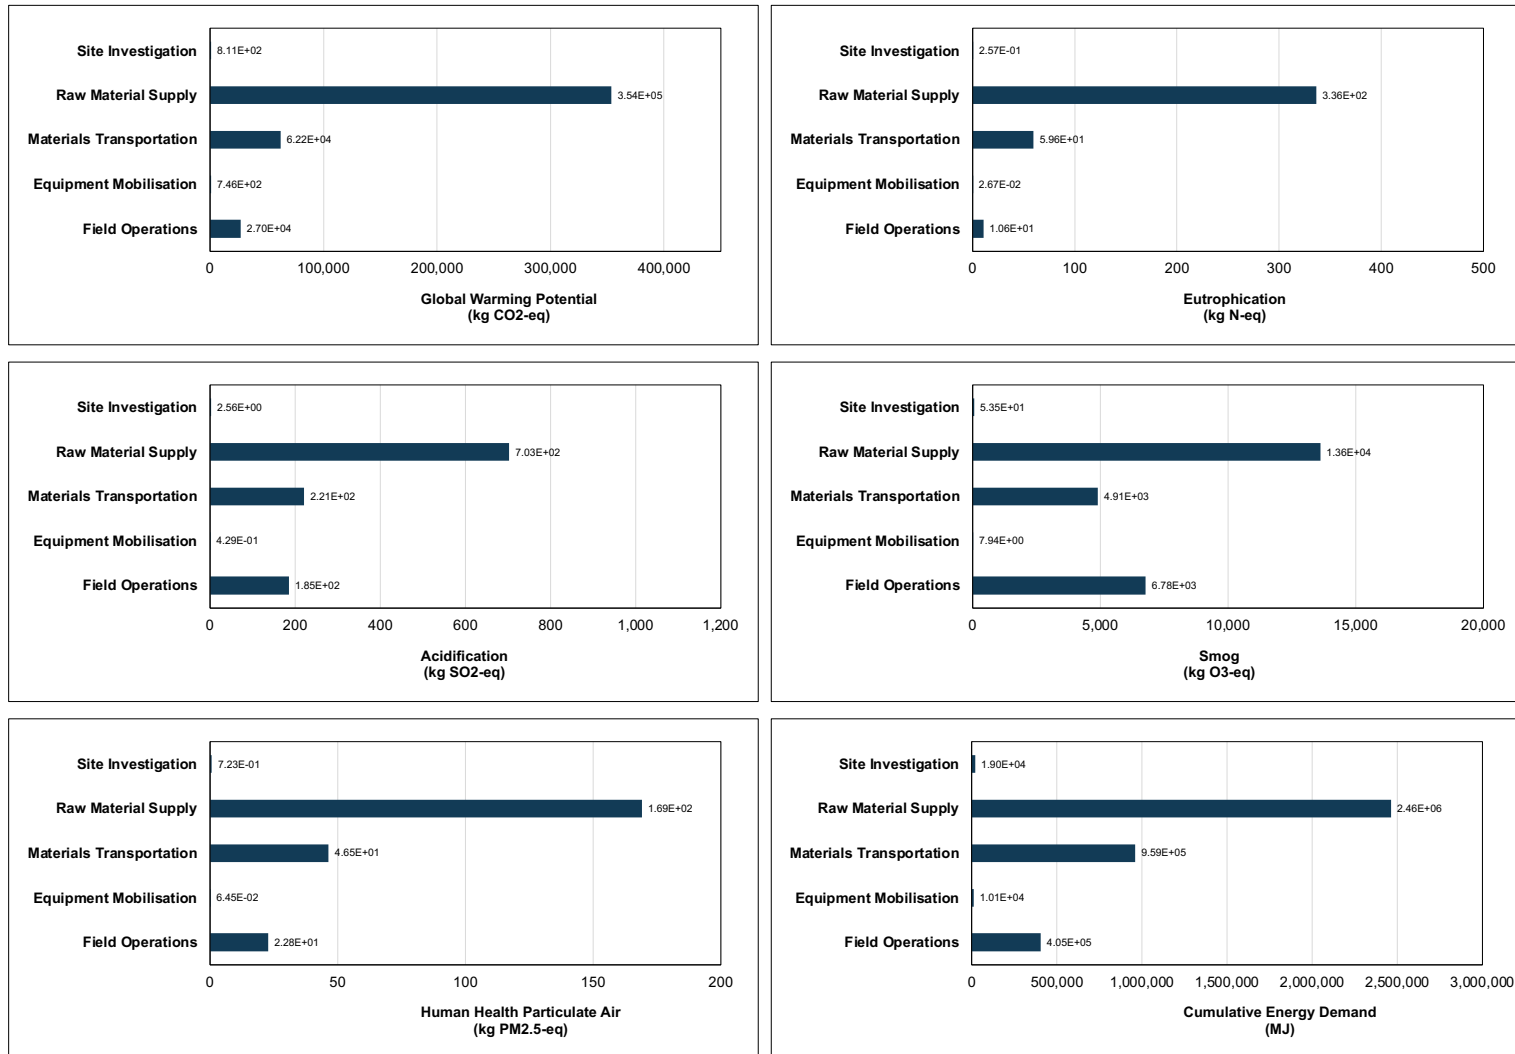 Site Investigation 8.11E+02
Raw Material Supply 3.54E+05
Materials Transportation 6.22E+04
Equipment Mobilisation 7.46E+02
Field Operations 2.70E+04
0 100,000 200,000 300,000 400,000
Global Warming Potential
(kg CO2-eq)
Site Investigation 2.57E-01
Raw Material Supply 3.36E+02
Materials Transportation 5.96E+01
Equipment Mobilisation 2.67E-02
Field Operations 1.06E+01
0 100 200 300 400 500
Eutrophication
(kg N-eq)
Site Investigation 2.56E+00
Raw Material Supply 7.03E+02
Materials Transportation 2.21E+02
Equipment Mobilisation 4.29E-01
Field Operations 1.85E+02
0 200 400 600 800 1,000 1,200
Acidification
(kg SO2-eq)
Site Investigation 5.35E+01
Raw Material Supply 1.36E+04
Materials Transportation 4.91E+03
Equipment Mobilisation 7.94E+00
Field Operations 6.78E+03
0 5,000 10,000 15,000 20,000
Smog
(kg O3-eq)
Site Investigation 7.23E-01
Raw Material Supply 1.69E+02
Materials Transportation 4.65E+01
Equipment Mobilisation 6.45E-02
Field Operations 2.28E+01
0 50 100 150 200
Human Health Particulate Air
(kg PM2.5-eq)
Site Investigation 1.90E+04
Raw Material Supply 2.46E+06
Materials Transportation 9.59E+05
Equipment Mobilisation 1.01E+04
Field Operations 4.05E+05
0 500,000 1,000,000 1,500,000 2,000,000 2,500,000 3,000,000
Cumulative Energy Demand
(MJ)